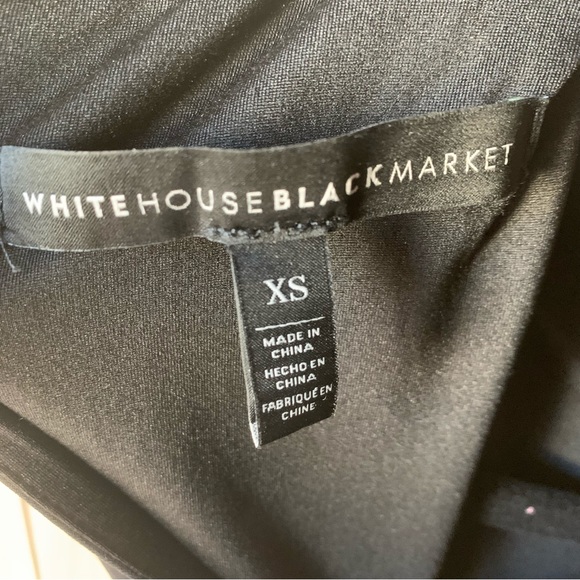 WHITEHOUSEBLACKMARKET
XS
MADE IN
CHINA
HECHO EN
CHINA
FABRIQUÉ EN
CHINE